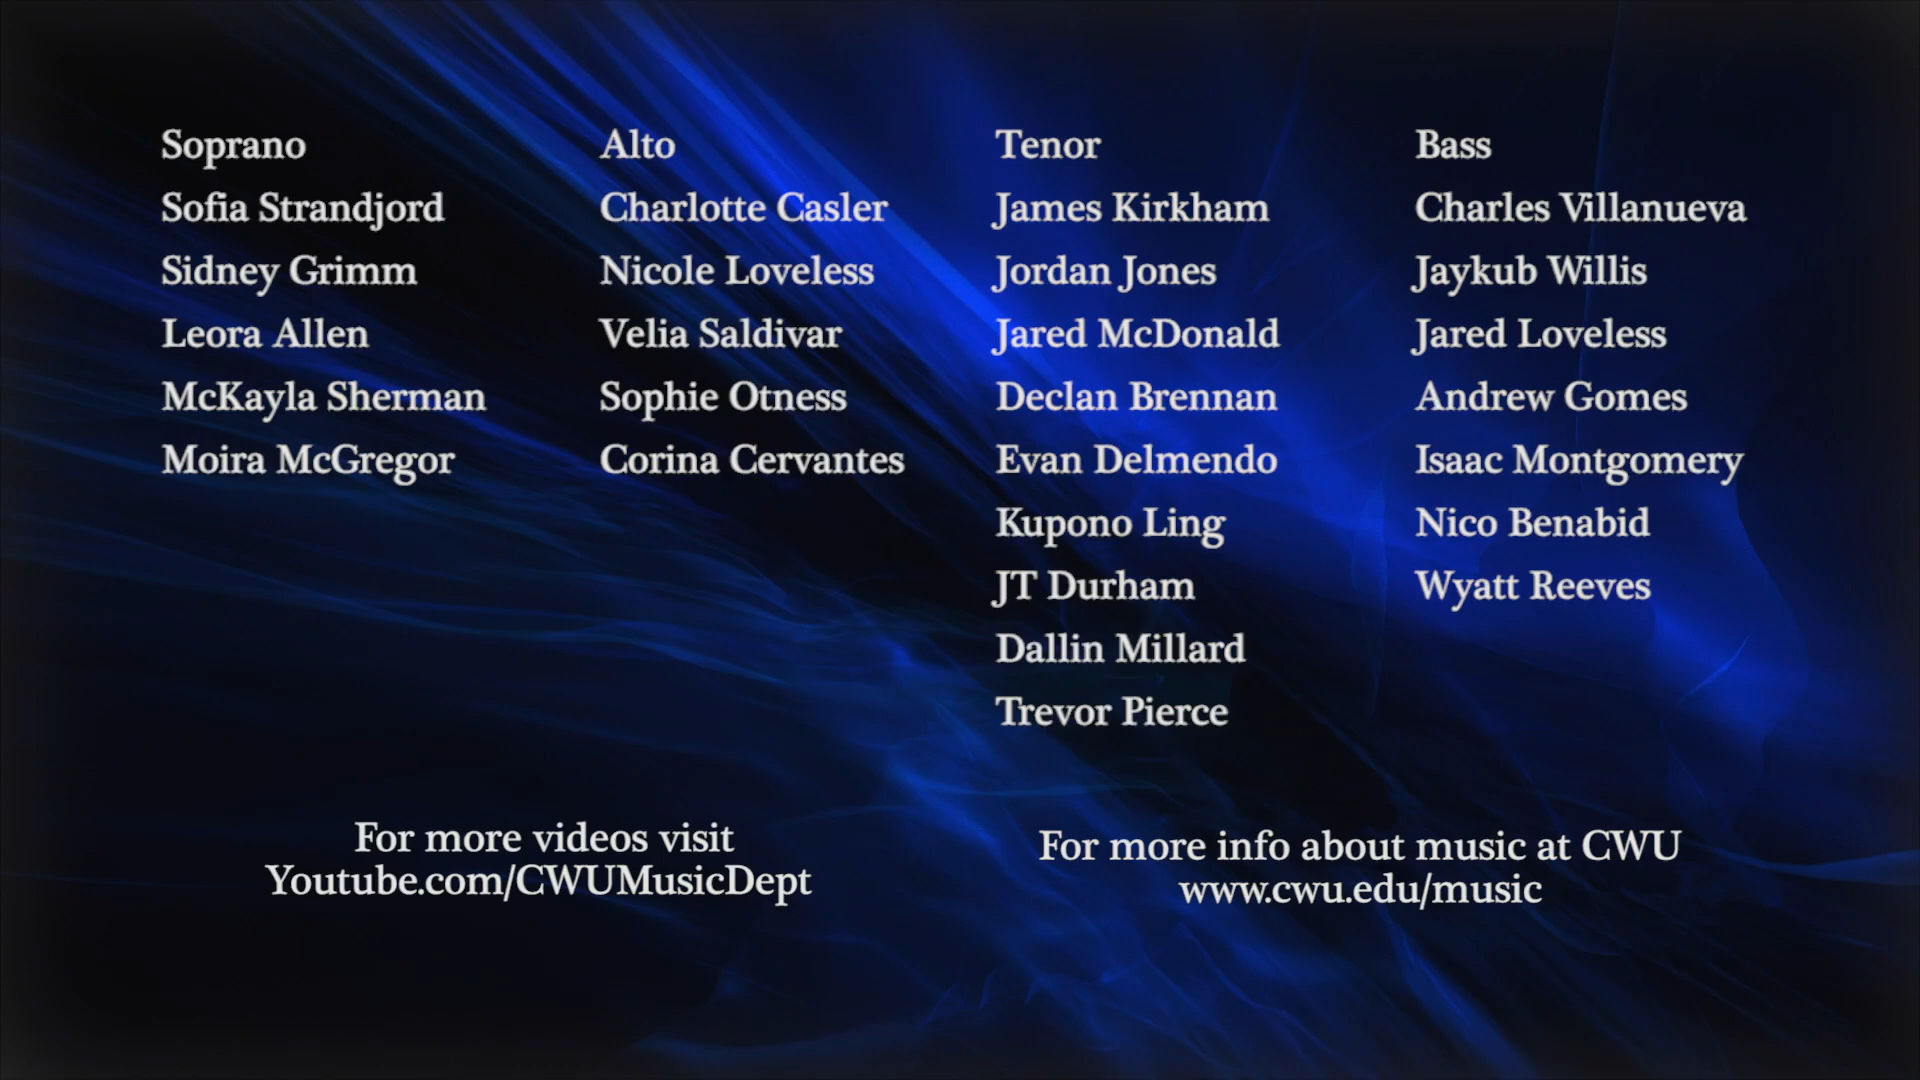 Soprano
Sofia Strandjord
Sidney Grimm
Leora Allen
McKayla Sherman
Moira McGregor
Alto
Charlotte Casler
Nicole Loveless
Velia Saldivar
Sophie Otness
Corina Cervantes
Tenor
James Kirkham
Jordan Jones
Jared McDonald
Declan Brennan
Evan Delmendo
Kupono Ling
JT Durham
Dallin Millard
Trevor Pierce
Bass
Charles Villanueva
Jaykub Willis
Jared Loveless
Andrew Gomes
Isaac Montgomery
Nico Benabid
Wyatt Reeves
For more videos visit
Youtube.com/CWUMusicDept
For more info about music at CWU
www.cwu.edu/music